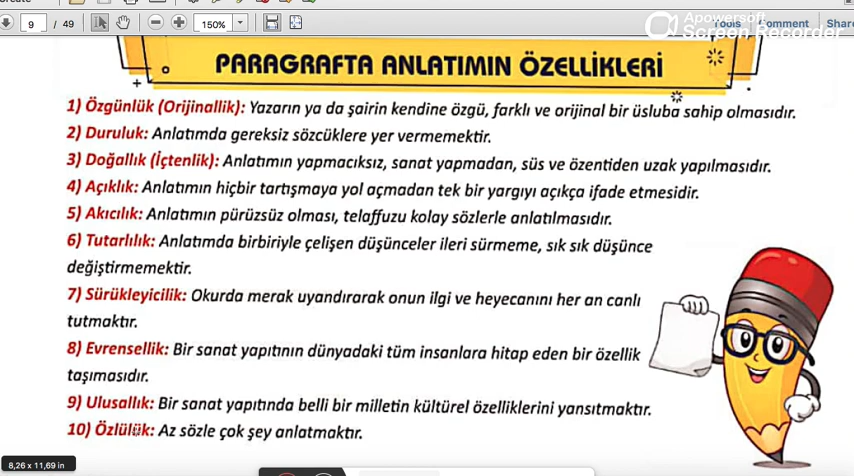 9 / 49
150%
Tools
Comment
Share
Apowersoft
Screen Recorder
PARAGRAFTA ANLATIMIN ÖZELLİKLERİ
1) Özgünlük (Orijinallik): Yazarın ya da şairin kendine özgü, farklı ve orijinal bir üsluba sahip olmasıdır.
2) Duruluk: Anlatımda gereksiz sözcüklere yer vermemektir.
3) Doğallık (İçtenlik): Anlatımın yapmacıksız, sanat yapmadan, süs ve özentiden uzak yapılmasıdır.
4) Açıklık: Anlatımın hiçbir tartışmaya yol açmadan tek bir yargıyı açıkça ifade etmesidir.
5) Akıcılık: Anlatımın pürüzsüz olması, telaffuzu kolay sözlerle anlatılmasıdır.
6) Tutarlılık: Anlatımda birbiriyle çelişen düşünceler ileri sürmeme, sık sık düşünce
değiştirmemektir.
7) Sürükleyicilik: Okurda merak uyandırarak onun ilgi ve heyecanını her an canlı
tutmaktır.
8) Evrensellik: Bir sanat yapıtının dünyadaki tüm insanlara hitap eden bir özellik
taşımasıdır.
9) Ulusallık: Bir sanat yapıtında belli bir milletin kültürel özelliklerini yansıtmaktır.
10) Özlülük: Az sözle çok şey anlatmaktır.
8,26 x 11,69 in